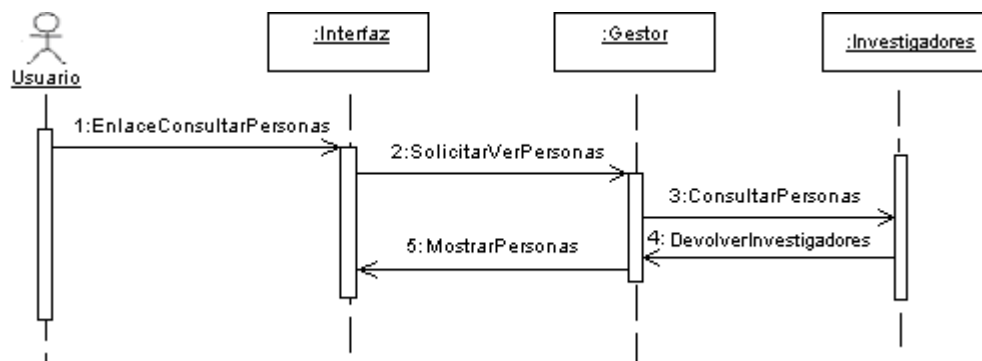 :Interfaz
:Gestor
:Investigadores
Usuario
1:EnlaceConsultarPersonas
2:SolicitarVerPersonas
3:ConsultarPersonas
4: DevolverInvestigadores
5:MostrarPersonas